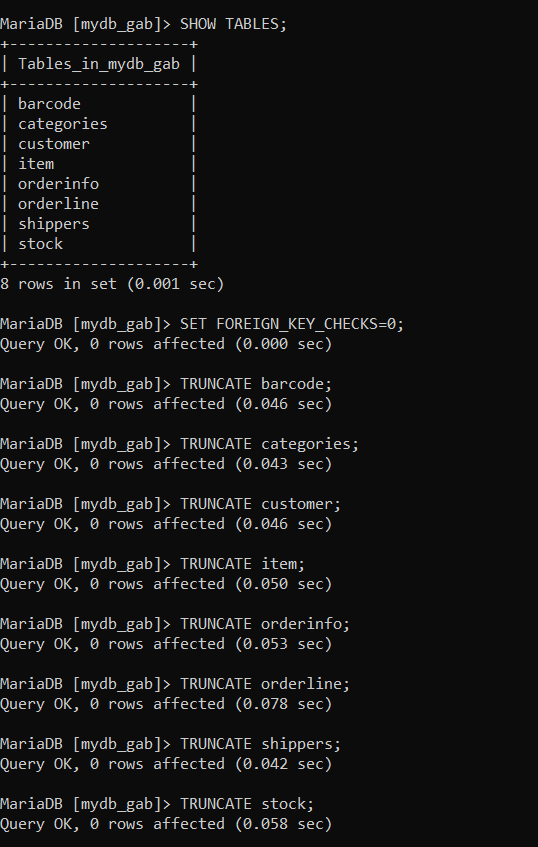 MariaDB [mydb_gab]> SHOW TABLES;
+--------------------+
| Tables_in_mydb_gab |
+--------------------+
| barcode            |
| categories         |
| customer           |
| item               |
| orderinfo          |
| orderline          |
| shippers           |
| stock              |
+--------------------+
8 rows in set (0.001 sec)
MariaDB [mydb_gab]> SET FOREIGN_KEY_CHECKS=0;
Query OK, 0 rows affected (0.000 sec)
MariaDB [mydb_gab]> TRUNCATE barcode;
Query OK, 0 rows affected (0.046 sec)
MariaDB [mydb_gab]> TRUNCATE categories;
Query OK, 0 rows affected (0.043 sec)
MariaDB [mydb_gab]> TRUNCATE customer;
Query OK, 0 rows affected (0.046 sec)
MariaDB [mydb_gab]> TRUNCATE item;
Query OK, 0 rows affected (0.050 sec)
MariaDB [mydb_gab]> TRUNCATE orderinfo;
Query OK, 0 rows affected (0.053 sec)
MariaDB [mydb_gab]> TRUNCATE orderline;
Query OK, 0 rows affected (0.078 sec)
MariaDB [mydb_gab]> TRUNCATE shippers;
Query OK, 0 rows affected (0.042 sec)
MariaDB [mydb_gab]> TRUNCATE stock;
Query OK, 0 rows affected (0.058 sec)